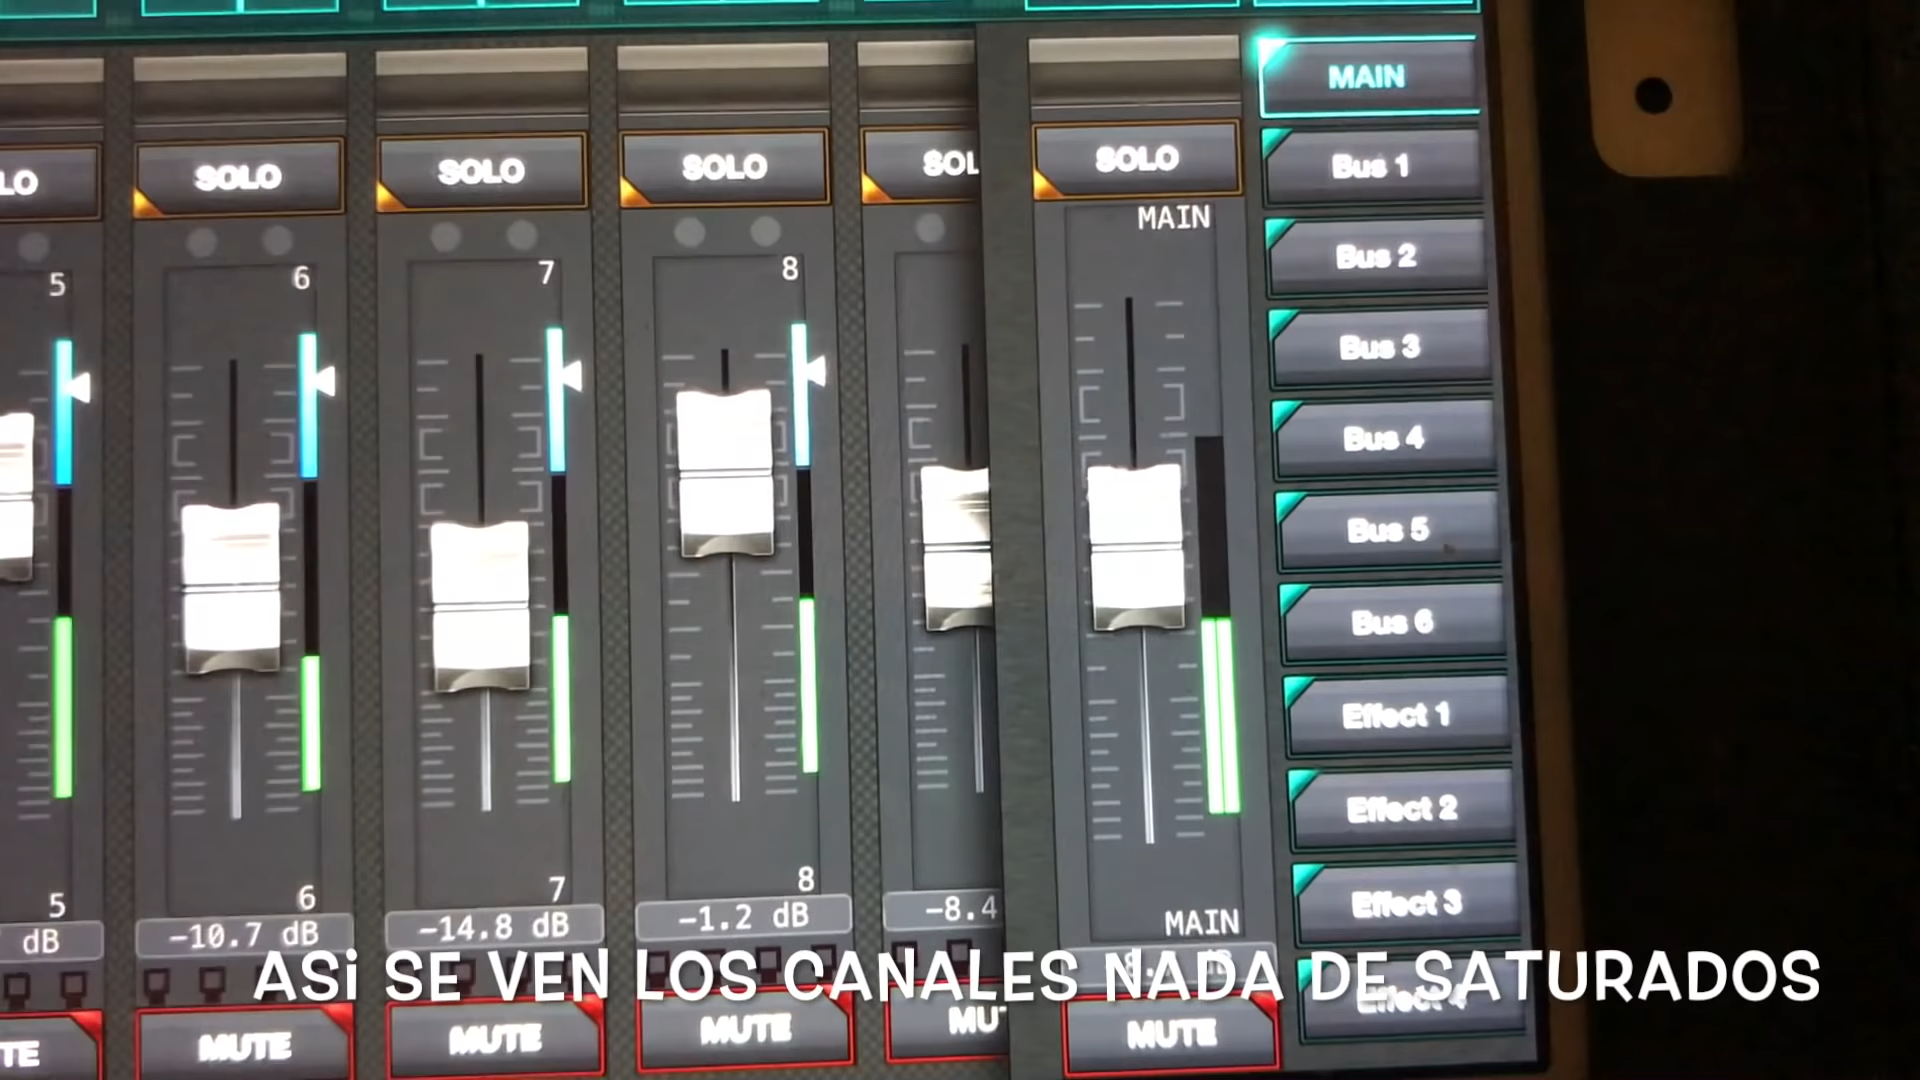 MAIN
LO SOLO SOLO SOLO SOL SOLO
Bus 1
MAIN
Bus 2
5 6 7 8
Bus 3
Bus 4
Bus 5
Bus 6
Effect 1
Effect 2
5 6 7 8
Effect 3
dB -10.7 dB -14.8 dB -1.2 dB -8.4 MAIN
ASi SE VEN LOS CANALES NADA DE SATURADOS
Effect 4
TE MUTE MUTE MUTE MU MUTE